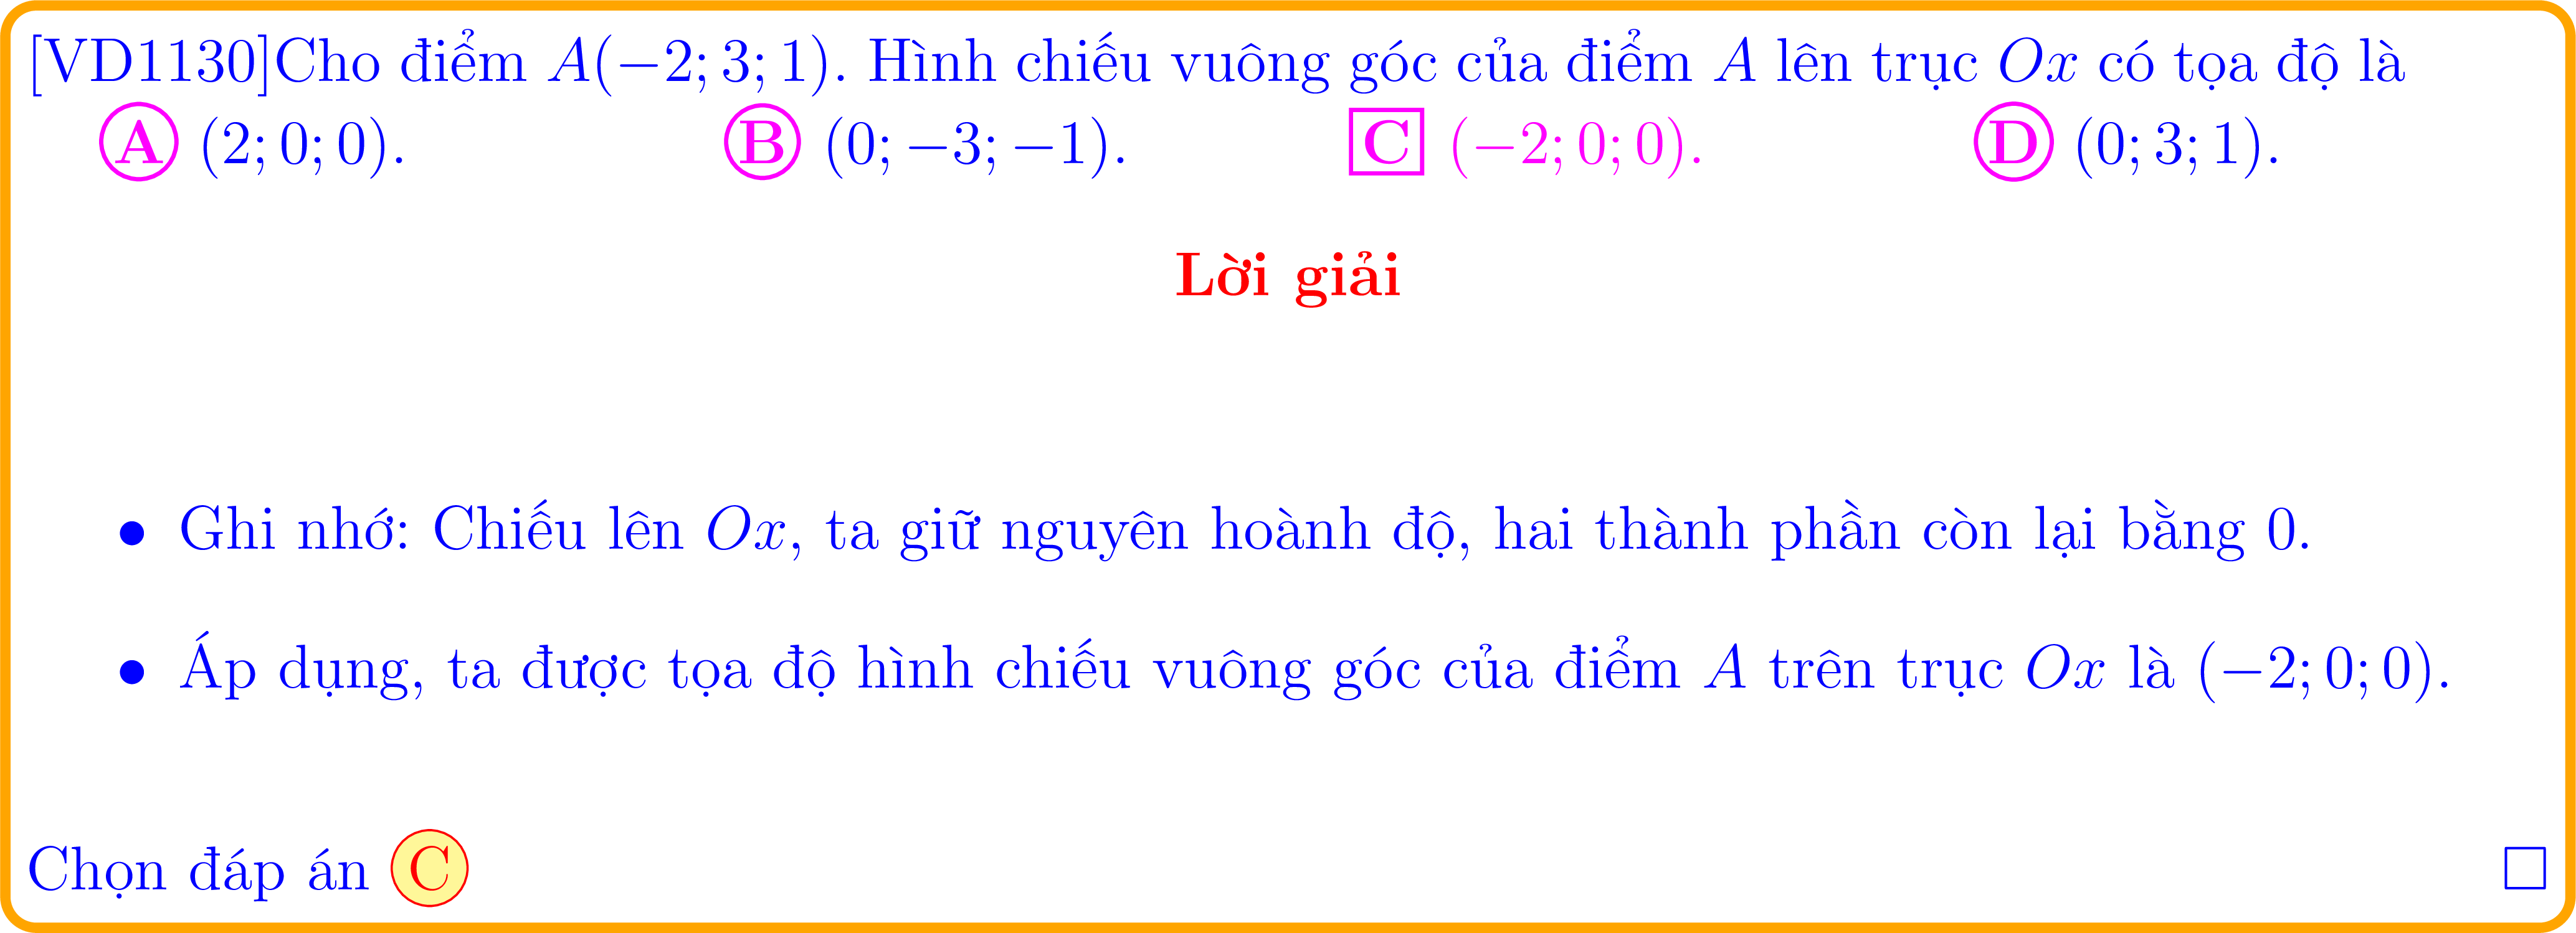 [VD1130]Cho điểm A(−2; 3; 1). Hình chiếu vuông góc của điểm A lên trục Ox có tọa độ là
A (2; 0; 0). B (0; −3; −1). C (−2; 0; 0). D (0; 3; 1).
Lời giải
• Ghi nhớ: Chiếu lên Ox, ta giữ nguyên hoành độ, hai thành phần còn lại bằng 0.
• Áp dụng, ta được tọa độ hình chiếu vuông góc của điểm A trên trục Ox là (−2; 0; 0).
Chọn đáp án C □